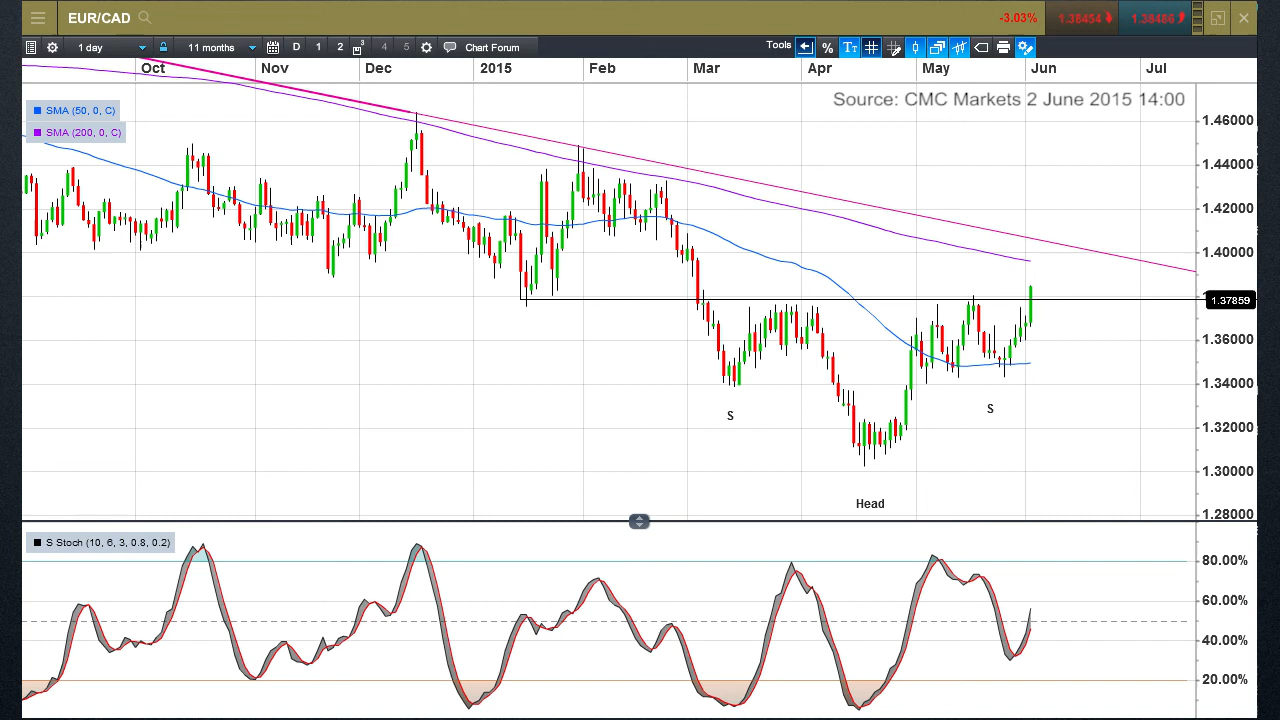 EUR/CAD
-3.03% 1.38454 1.38486
1 day 11 months D 1 2 3 4 5 Chart Forum Tools % Tт
Oct Nov Dec 2015 Feb Mar Apr May Jun Jul
Source: CMC Markets 2 June 2015 14:00
SMA (50, 0, C)
SMA (200, 0, C)
1.46000
1.44000
1.42000
1.40000
1.37859
1.36000
1.34000
1.32000
1.30000
1.28000
S
S
Head
S Stoch (10, 6, 3, 0.8, 0.2)
80.00%
60.00%
40.00%
20.00%